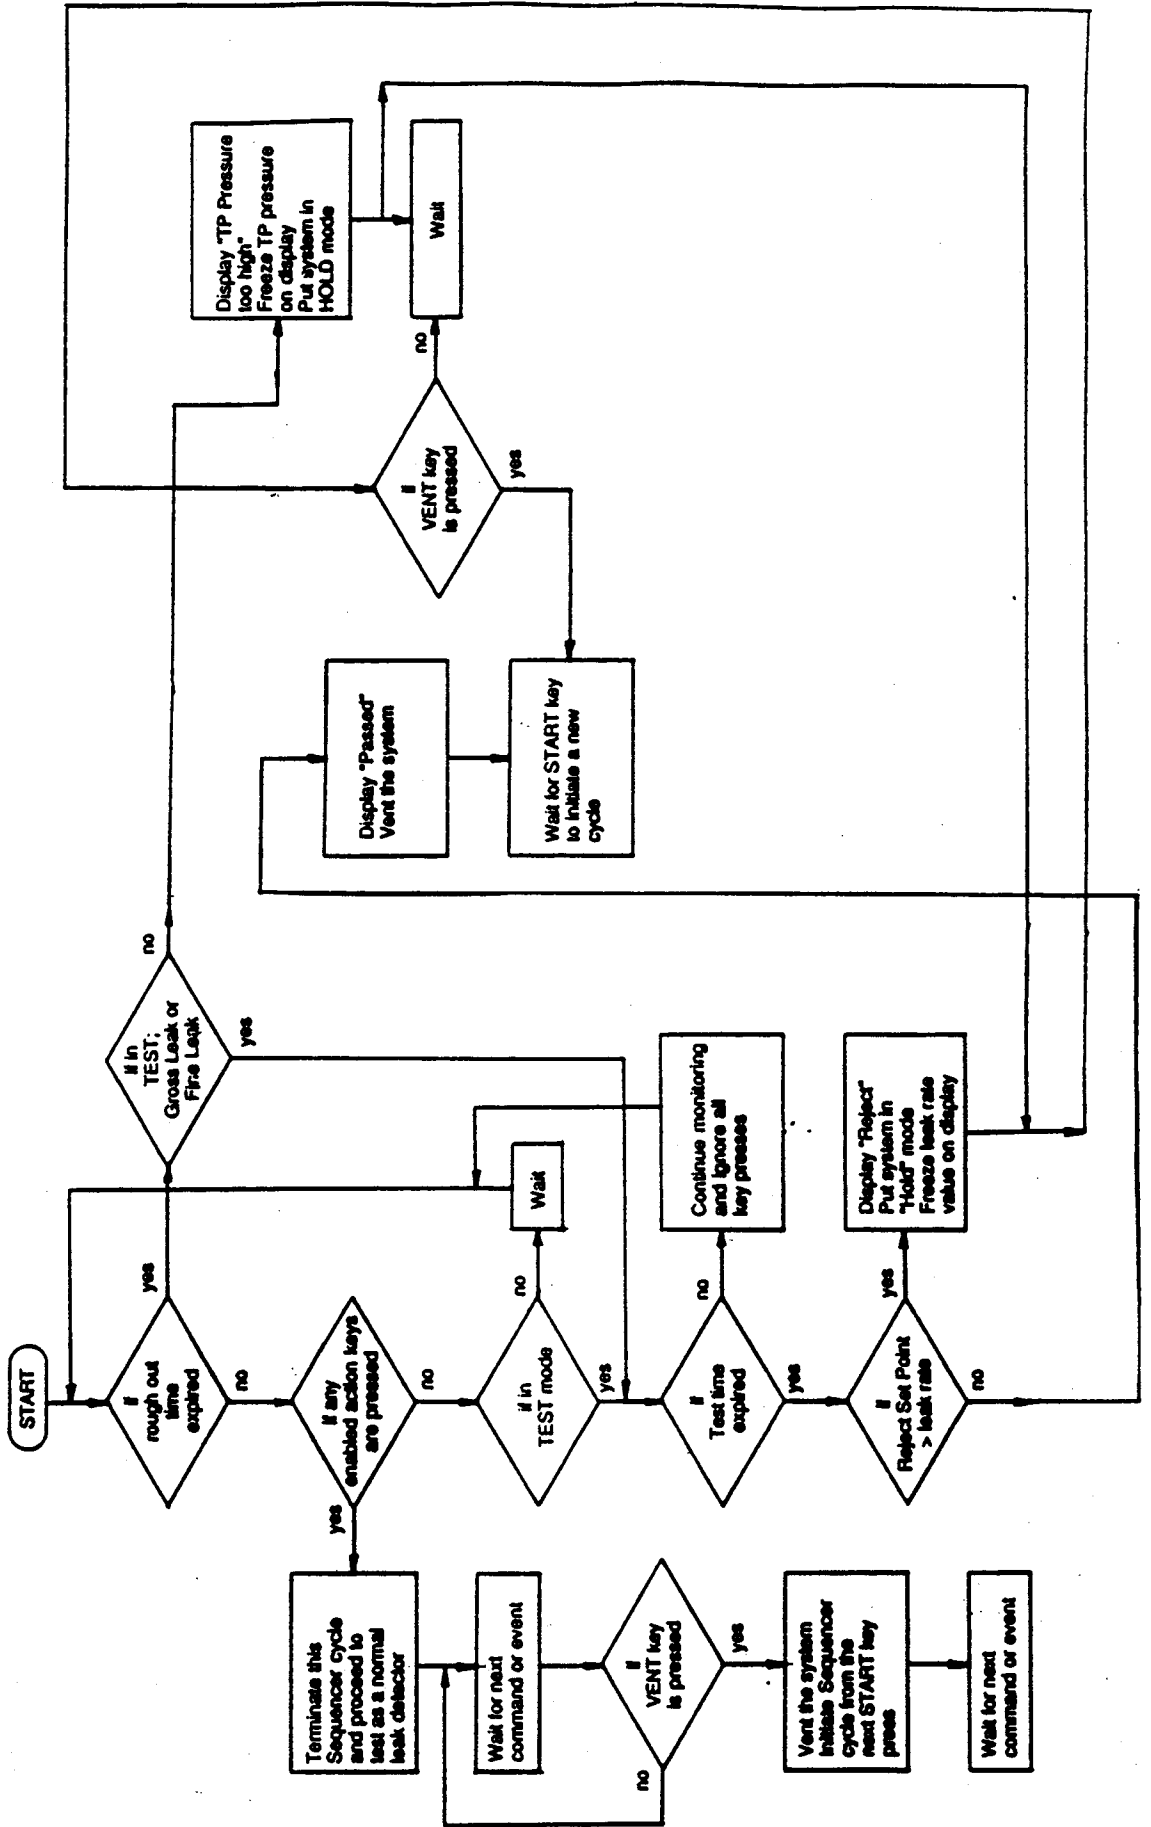 START
If
rough out
time
expired
yes
no
If in
TEST;
Gross Leak or
Fine Leak
no
yes
Display "TP Pressure
too high"
Freeze TP pressure
on display
Put system in
HOLD mode
Wait
If
VENT key
is pressed
no
yes
Display "Passed"
Vent the system
Wait for START key
to initiate a new
cycle
If any
enabled action keys
are pressed
yes
no
If in
TEST mode
no
yes
Wait
If
Test time
expired
no
yes
Continue monitoring
and ignore all
key presses
If
Reject Set Point
> leak rate
yes
no
Display "Reject"
Put system in
"Hold" mode
Freeze leak rate
value on display
Terminate this
Sequencer cycle
and proceed to
test as a normal
leak detector
Wait for next
command or event
If
VENT key
is pressed
no
yes
Vent the system
Initiate Sequencer
cycle from the
next START key
press
Wait for next
command or event